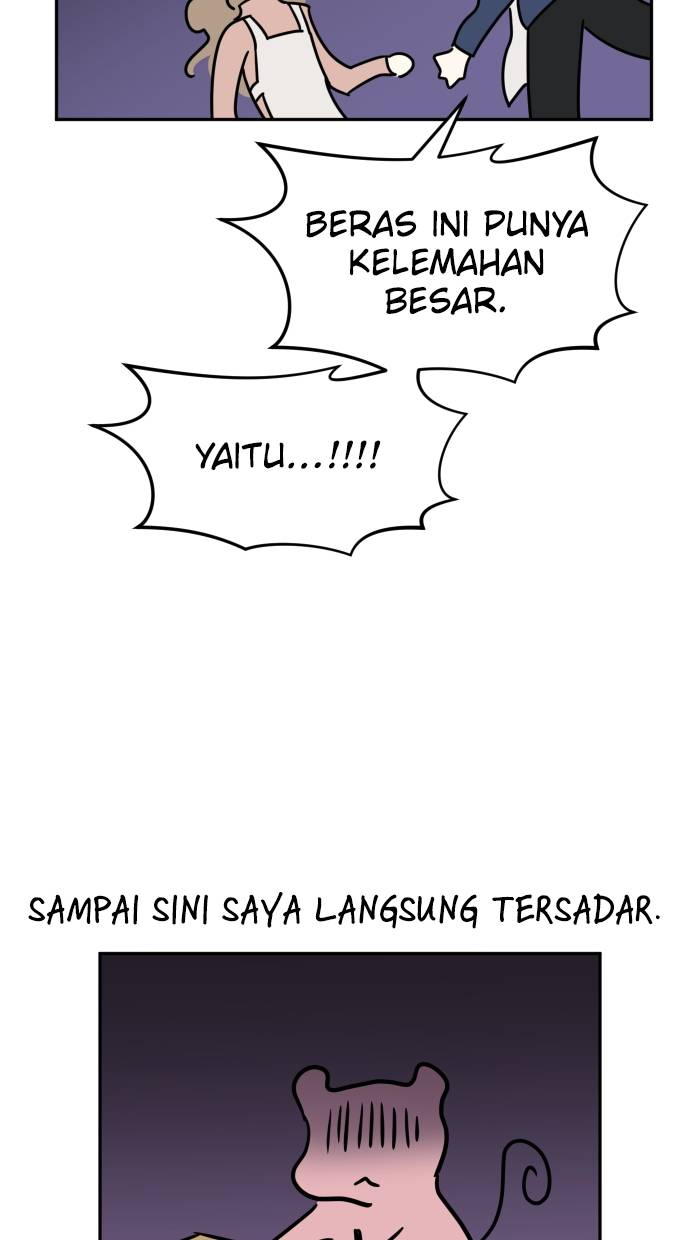 BERAS INI PUNYA
KELEMAHAN
BESAR.
YAITU...!!!!
SAMPAI SINI SAYA LANGSUNG TERSADAR.